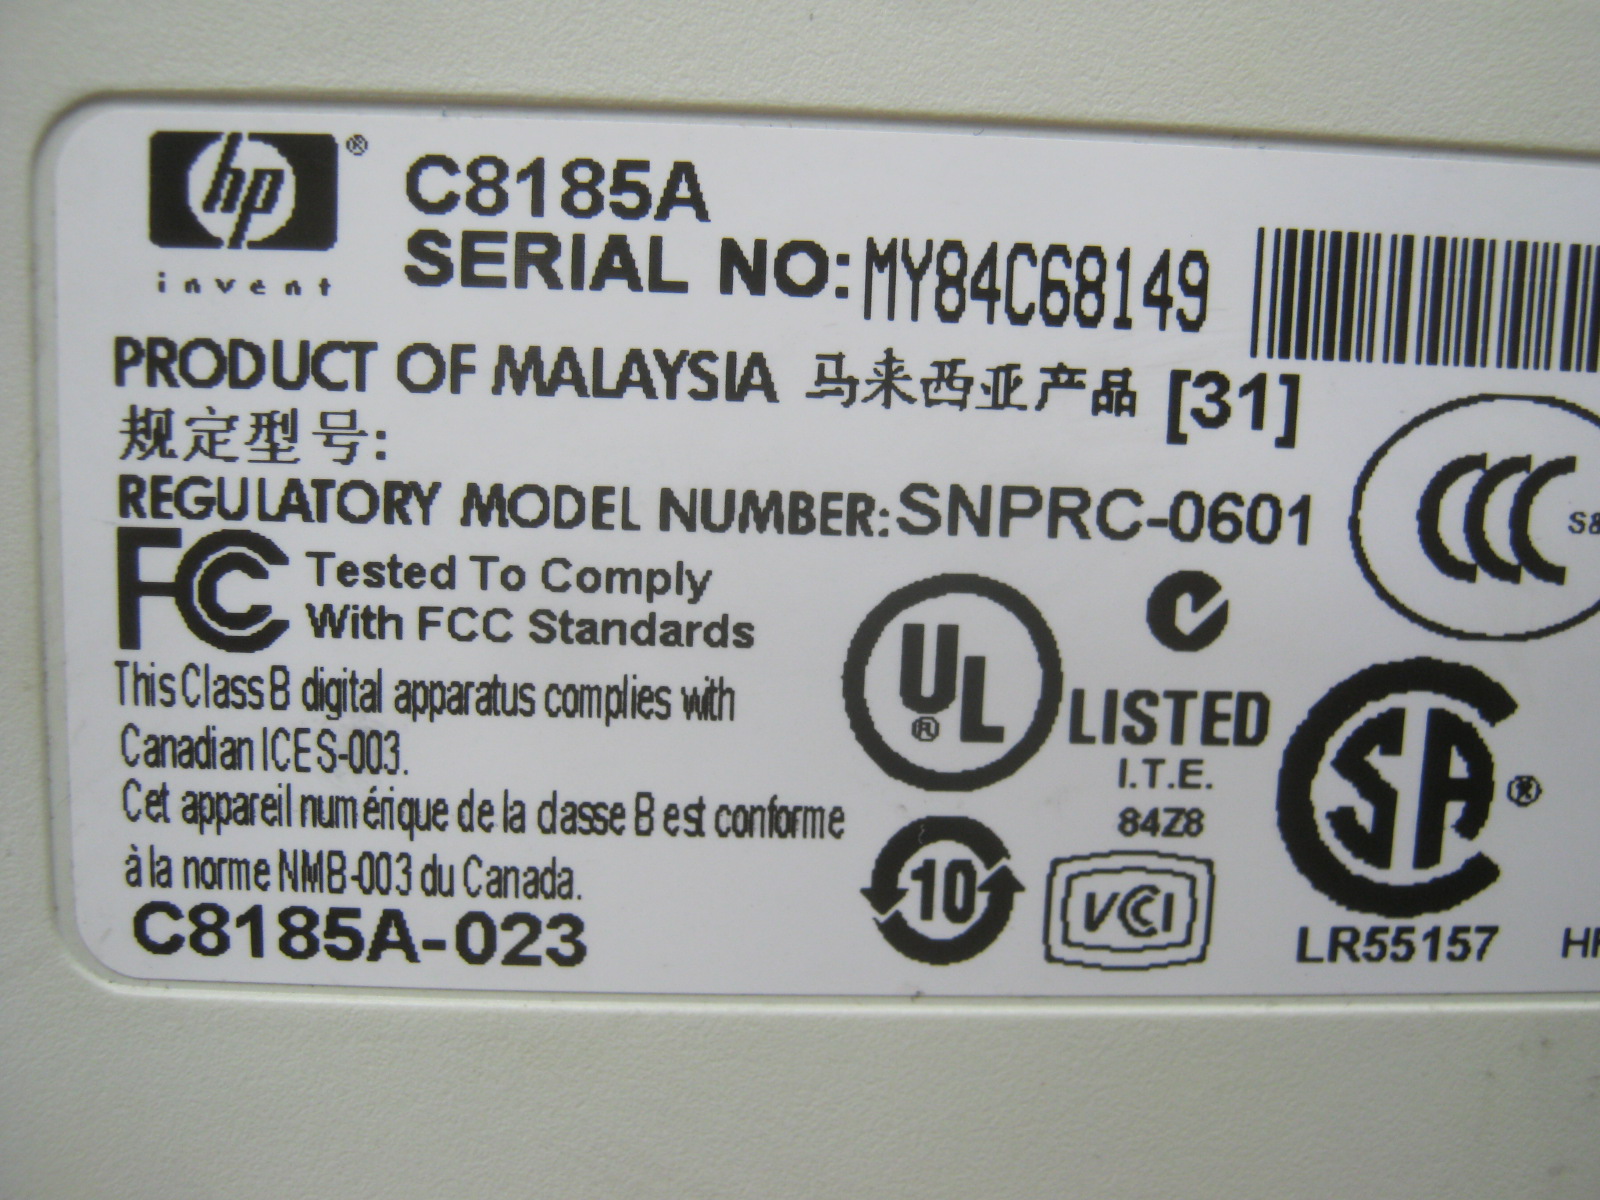 hp ®
invent
C8185A
SERIAL NO: MY84C68149
PRODUCT OF MALAYSIA 马来西亚产品 [31]
规定型号:
REGULATORY MODEL NUMBER: SNPRC-0601
FC Tested To Comply
With FCC Standards
This Class B digital apparatus complies with
Canadian ICES-003.
Cet appareil numérique de la classe B est conforme
à la norme NMB-003 du Canada.
C8185A-023
UL ®
LISTED
I.T.E.
84Z8
10
VCCI
CCC
S&
SA ®
LR55157